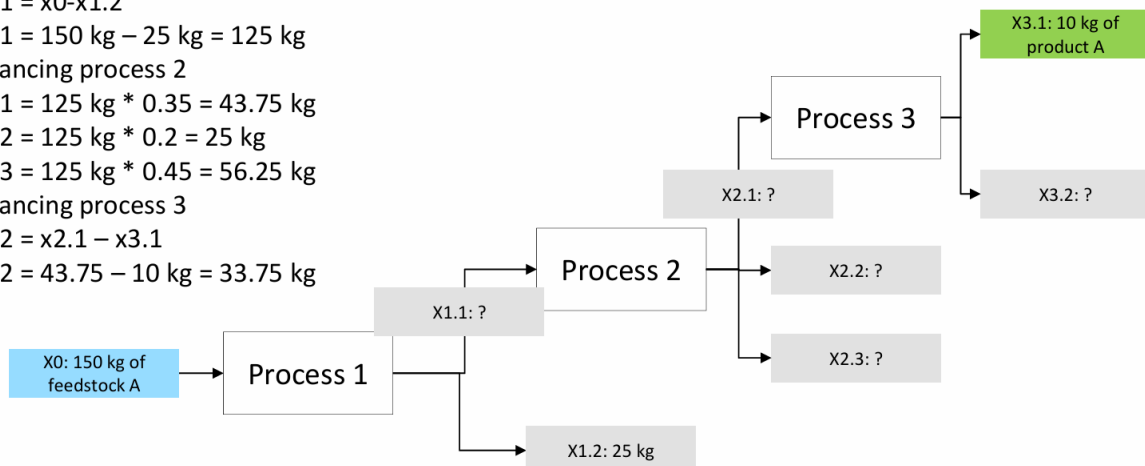 1 = x0-x1.2
1 = 150 kg – 25 kg = 125 kg
ancing process 2
1 = 125 kg * 0.35 = 43.75 kg
2 = 125 kg * 0.2 = 25 kg
3 = 125 kg * 0.45 = 56.25 kg
ancing process 3
2 = x2.1 – x3.1
2 = 43.75 – 10 kg = 33.75 kg
X3.1: 10 kg of
product A
Process 3
X2.1: ?
X3.2: ?
Process 2
X2.2: ?
X1.1: ?
X2.3: ?
X0: 150 kg of
feedstock A
Process 1
X1.2: 25 kg